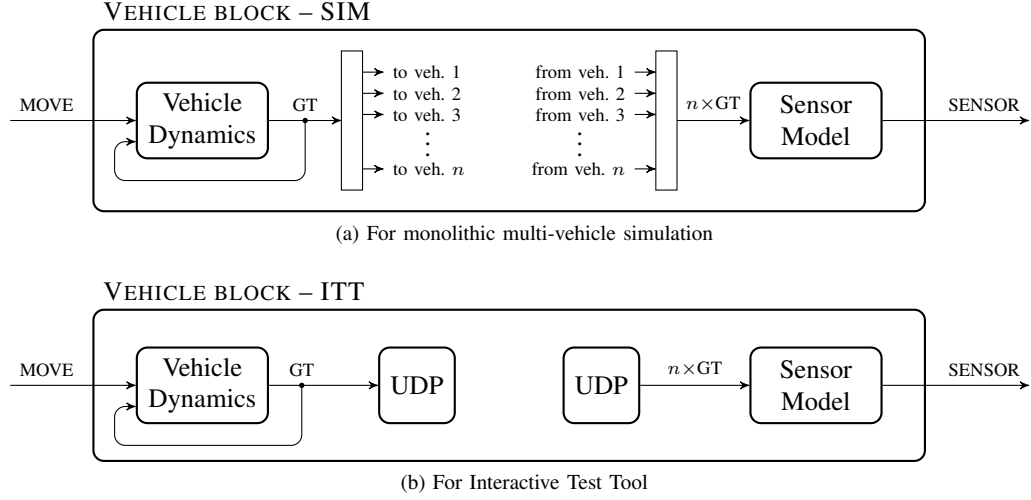 VEHICLE BLOCK – SIM
MOVE
Vehicle
Dynamics
GT
to veh. 1
to veh. 2
to veh. 3
to veh. n
from veh. 1
from veh. 2
from veh. 3
from veh. n
n×GT
Sensor
Model
SENSOR
(a) For monolithic multi-vehicle simulation
VEHICLE BLOCK – ITT
MOVE
Vehicle
Dynamics
GT
UDP
UDP
n×GT
Sensor
Model
SENSOR
(b) For Interactive Test Tool